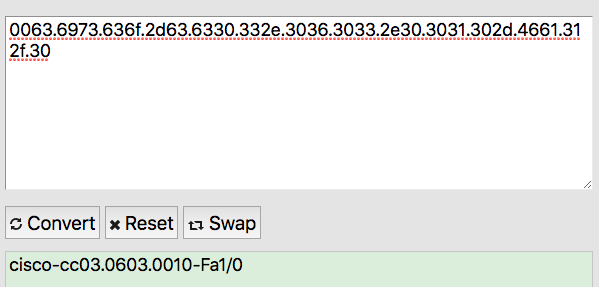 0063.6973.636f.2d63.6330.332e.3036.3033.2e30.3031.302d.4661.31
2f.30
Convert Reset Swap
cisco-cc03.0603.0010-Fa1/0